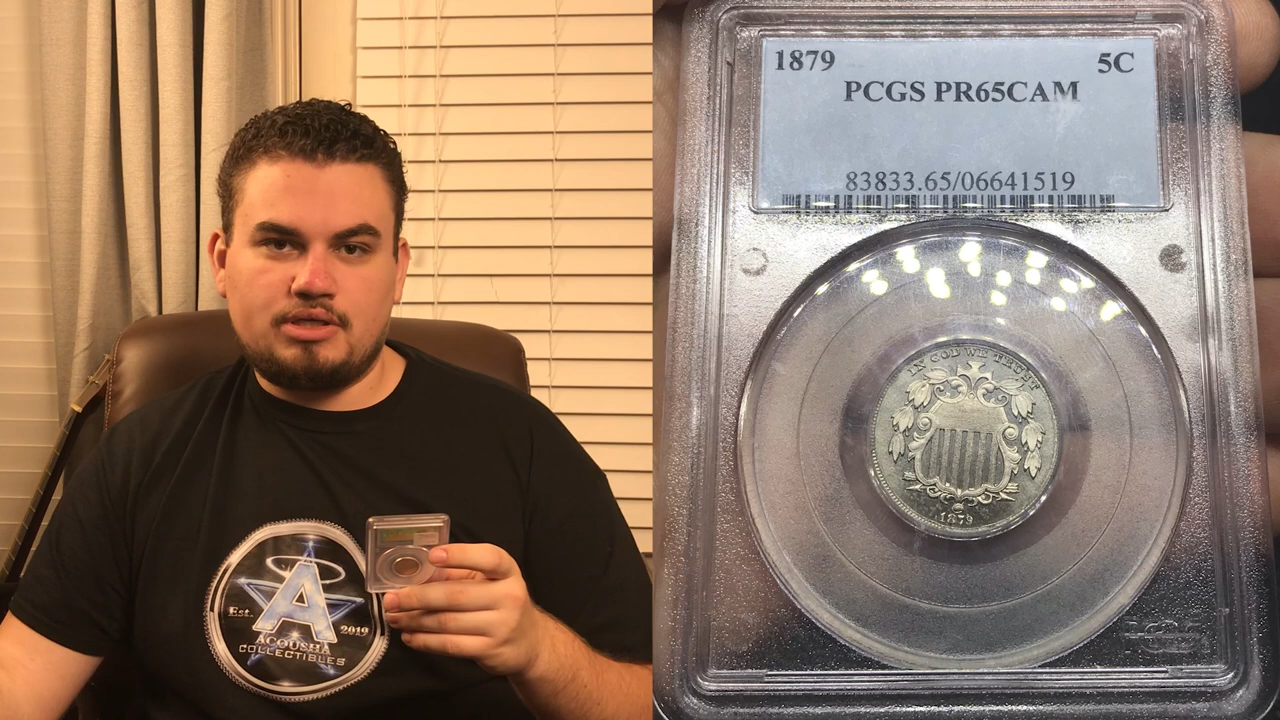 Est.
2019
A
ACOUSHA
COLLECTIBLES
1879 5C
PCGS PR65CAM
83833.65/06641519
IN GOD WE TRUST
1879